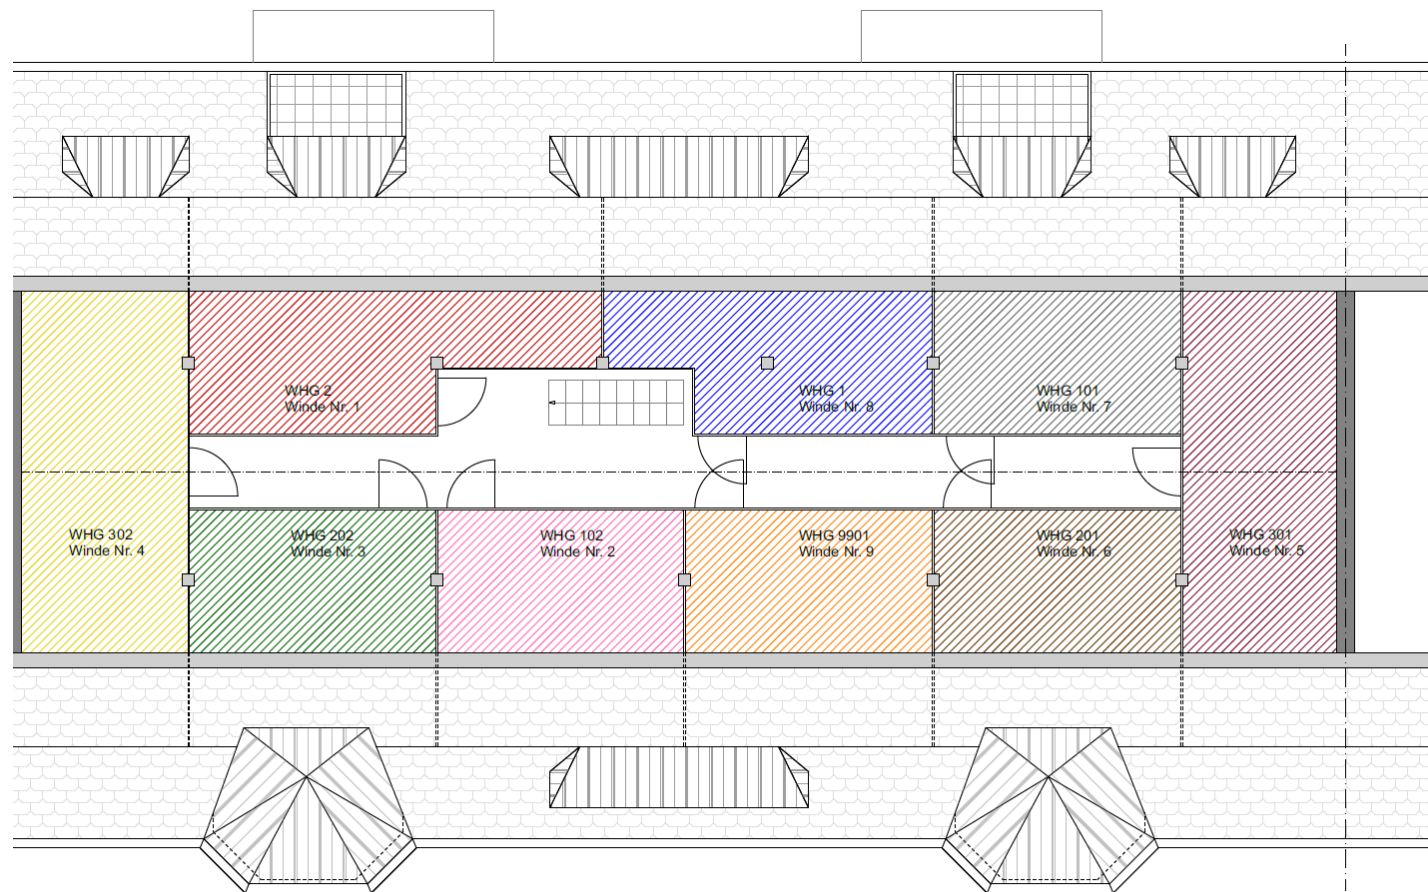 WHG 2
Winde Nr. 1
WHG 1
Winde Nr. 8
WHG 101
Winde Nr. 7
WHG 302
Winde Nr. 4
WHG 202
Winde Nr. 3
WHG 102
Winde Nr. 2
WHG 9901
Winde Nr. 9
WHG 201
Winde Nr. 6
WHG 301
Winde Nr. 5